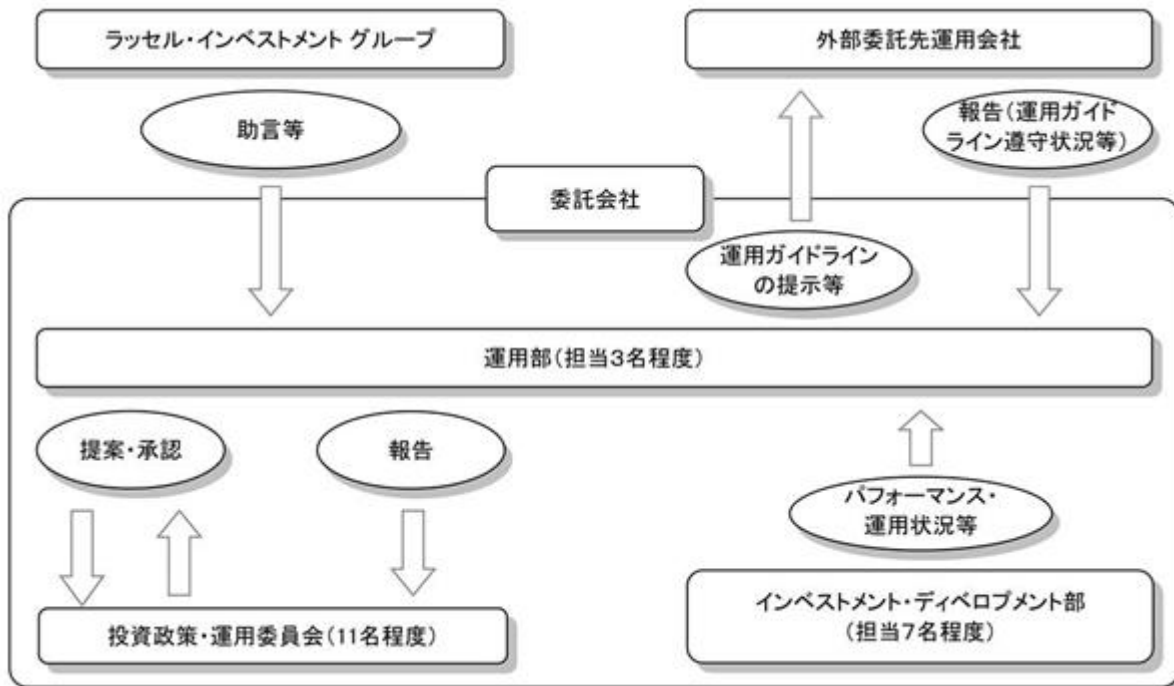 ラッセル・インベストメント グループ
外部委託先運用会社
助言等
報告(運用ガイド
ライン遵守状況等)
委託会社
運用ガイドライン
の提示等
運用部(担当3名程度)
提案・承認
報告
パフォーマンス・
運用状況等
投資政策・運用委員会(11名程度)
インベストメント・ディベロプメント部
(担当7名程度)